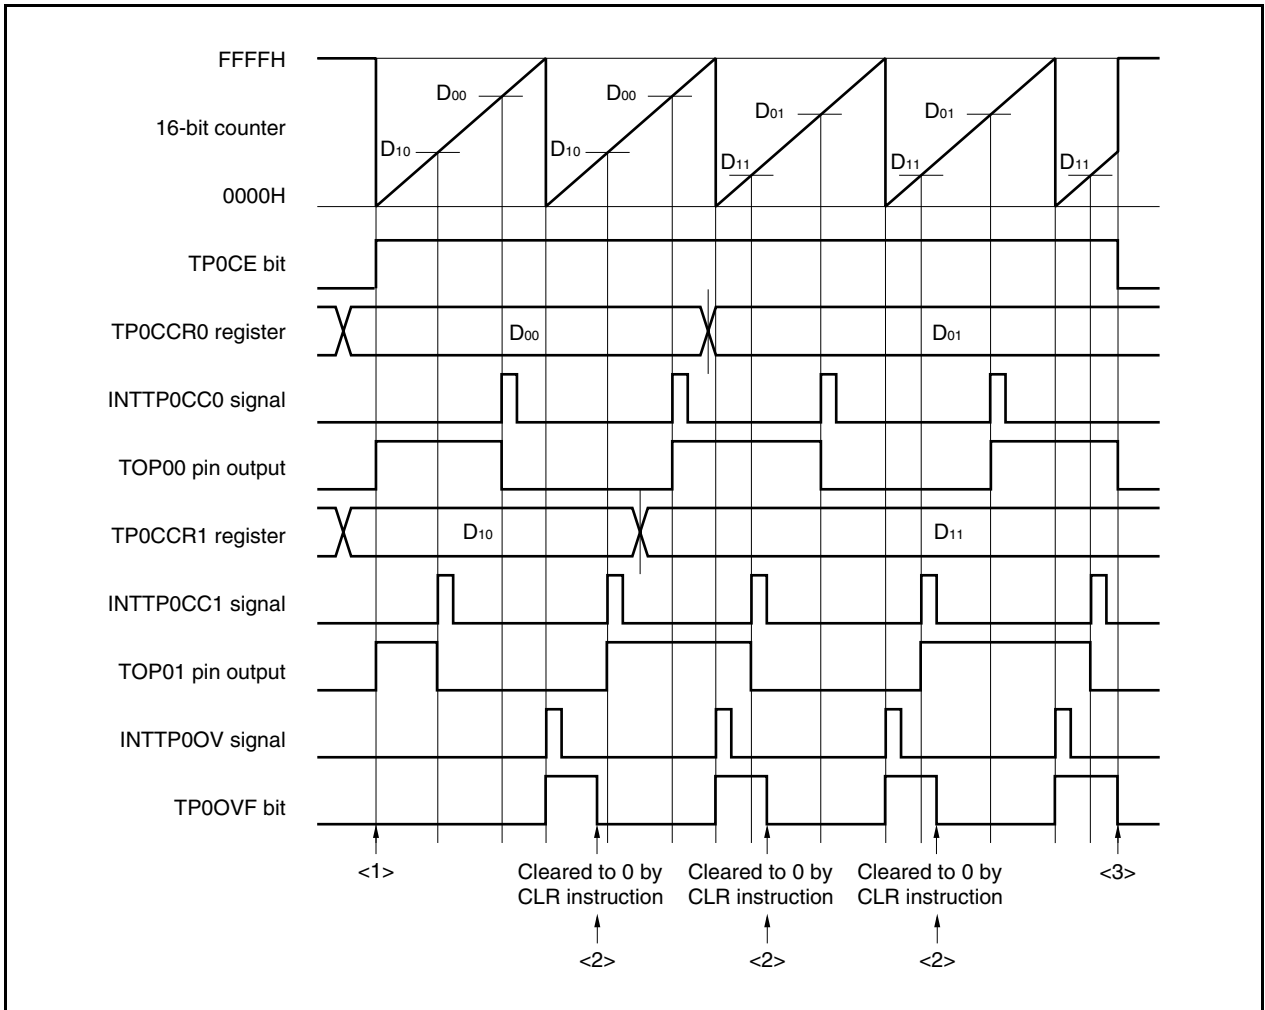 FFFFH
16-bit counter
0000H
D10
D00
D10
D00
D11
D01
D11
D01
D11
TP0CE bit
TP0CCR0 register
D00
D01
INTTP0CC0 signal
TOP00 pin output
TP0CCR1 register
D10
D11
INTTP0CC1 signal
TOP01 pin output
INTTP0OV signal
TP0OVF bit
<1>
Cleared to 0 by
CLR instruction
<2>
Cleared to 0 by
CLR instruction
<2>
Cleared to 0 by
CLR instruction
<2>
<3>